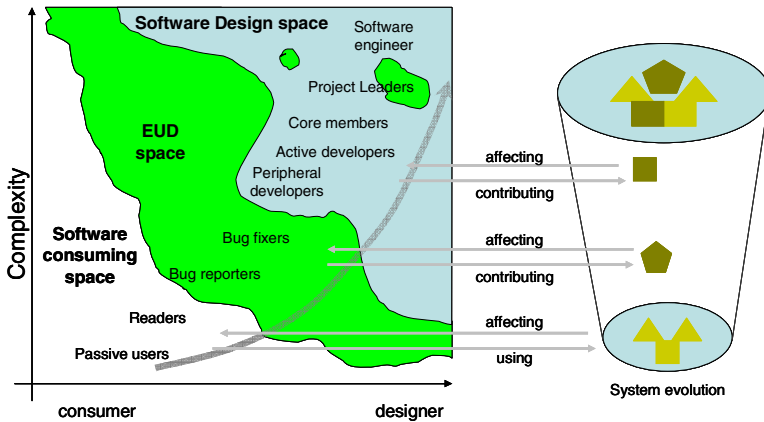 Software Design space
Software
engineer
Project Leaders
EUD
space
Core members
Active developers
Peripheral
developers
affecting
contributing
Complexity
Software
consuming
space
Bug fixers
Bug reporters
affecting
contributing
Readers
Passive users
affecting
using
System evolution
consumer
designer